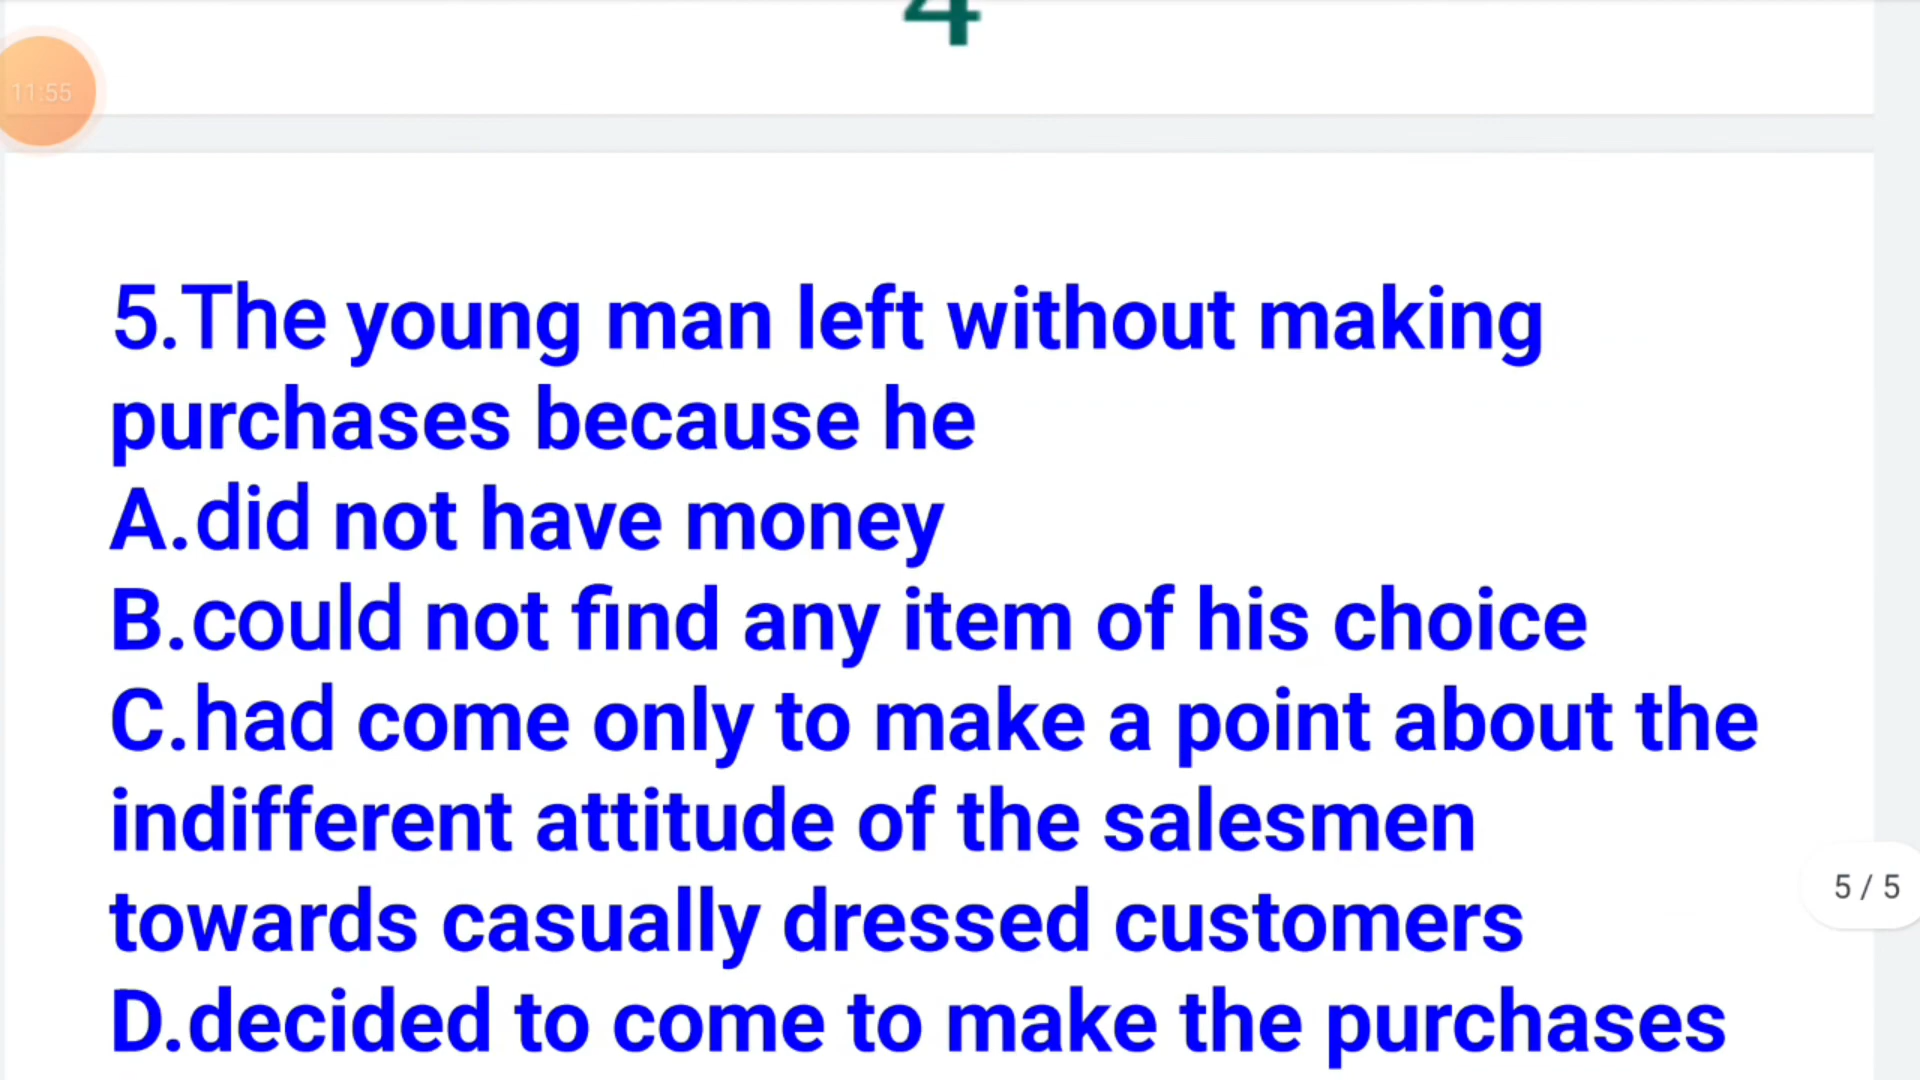 4
11:55
5.The young man left without making
purchases because he
A.did not have money
B.could not find any item of his choice
C.had come only to make a point about the
indifferent attitude of the salesmen
towards casually dressed customers
5 / 5
D.decided to come to make the purchases